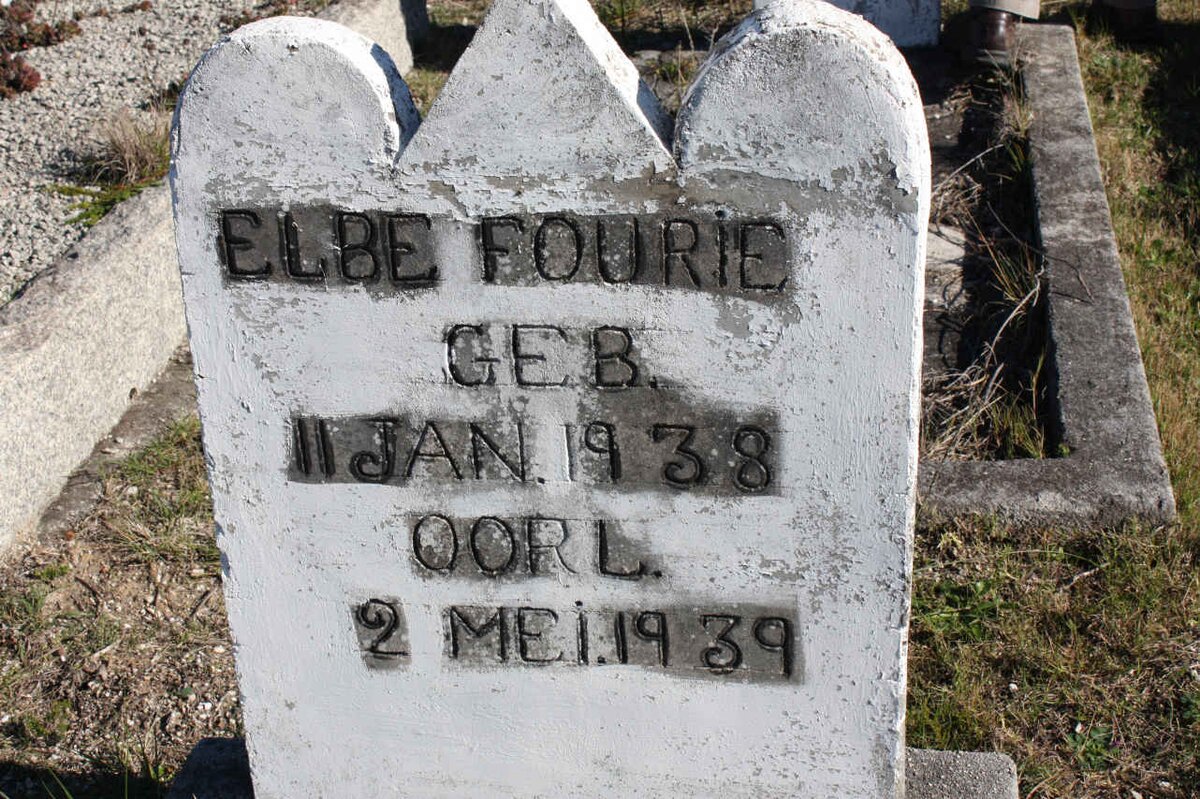 ELBE FOURIE
GEB.
11 JAN. 1938
OORL.
2 MEI. 1939